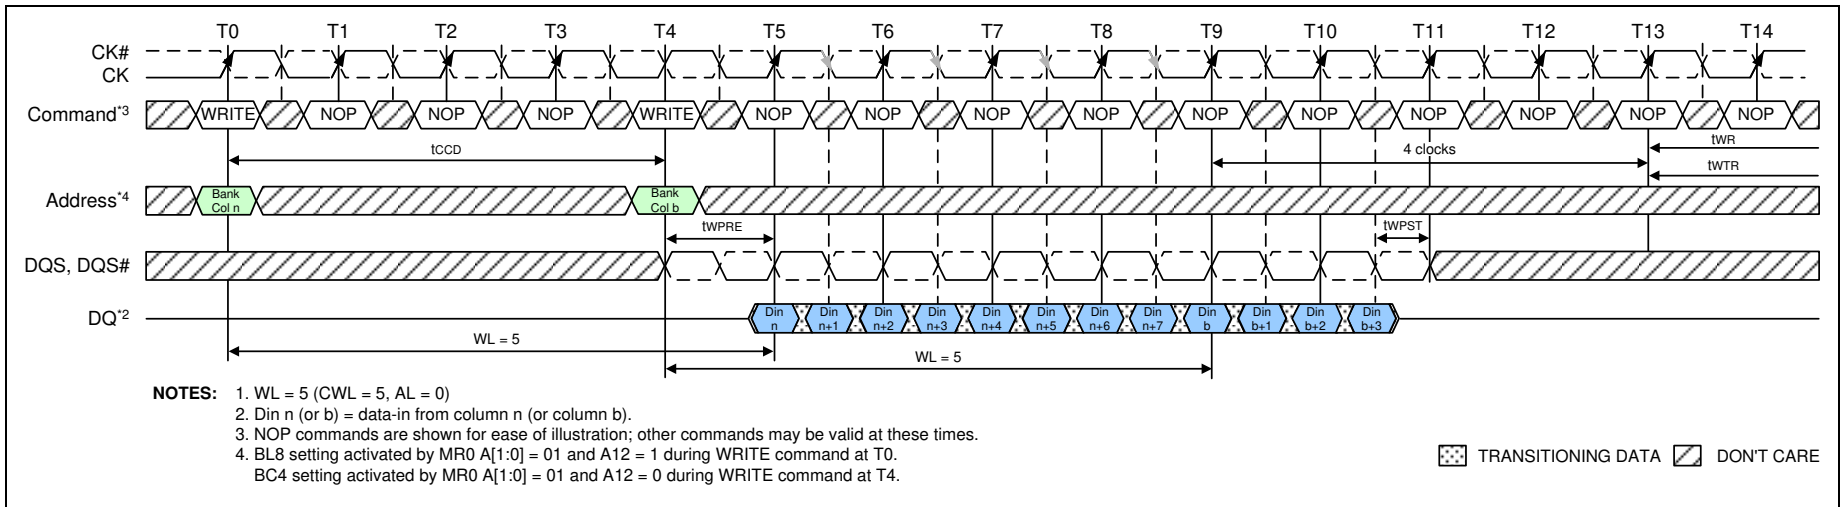 T0 T1 T2 T3 T4 T5 T6 T7 T8 T9 T10 T11 T12 T13 T14
CK#
CK
Command*3 WRITE NOP NOP NOP WRITE NOP NOP NOP NOP NOP NOP NOP NOP NOP NOP
tCCD 4 clocks tWR
tWTR
Address*4 Bank Col n Bank Col b
tWPRE tWPST
DQS, DQS#
DQ*2 Din n Din n+1 Din n+2 Din n+3 Din n+4 Din n+5 Din n+6 Din n+7 Din b Din b+1 Din b+2 Din b+3
WL = 5
WL = 5
NOTES: 1. WL = 5 (CWL = 5, AL = 0)
2. Din n (or b) = data-in from column n (or column b).
3. NOP commands are shown for ease of illustration; other commands may be valid at these times.
4. BL8 setting activated by MR0 A[1:0] = 01 and A12 = 1 during WRITE command at T0.
BC4 setting activated by MR0 A[1:0] = 01 and A12 = 0 during WRITE command at T4.
TRANSITIONING DATA DON'T CARE